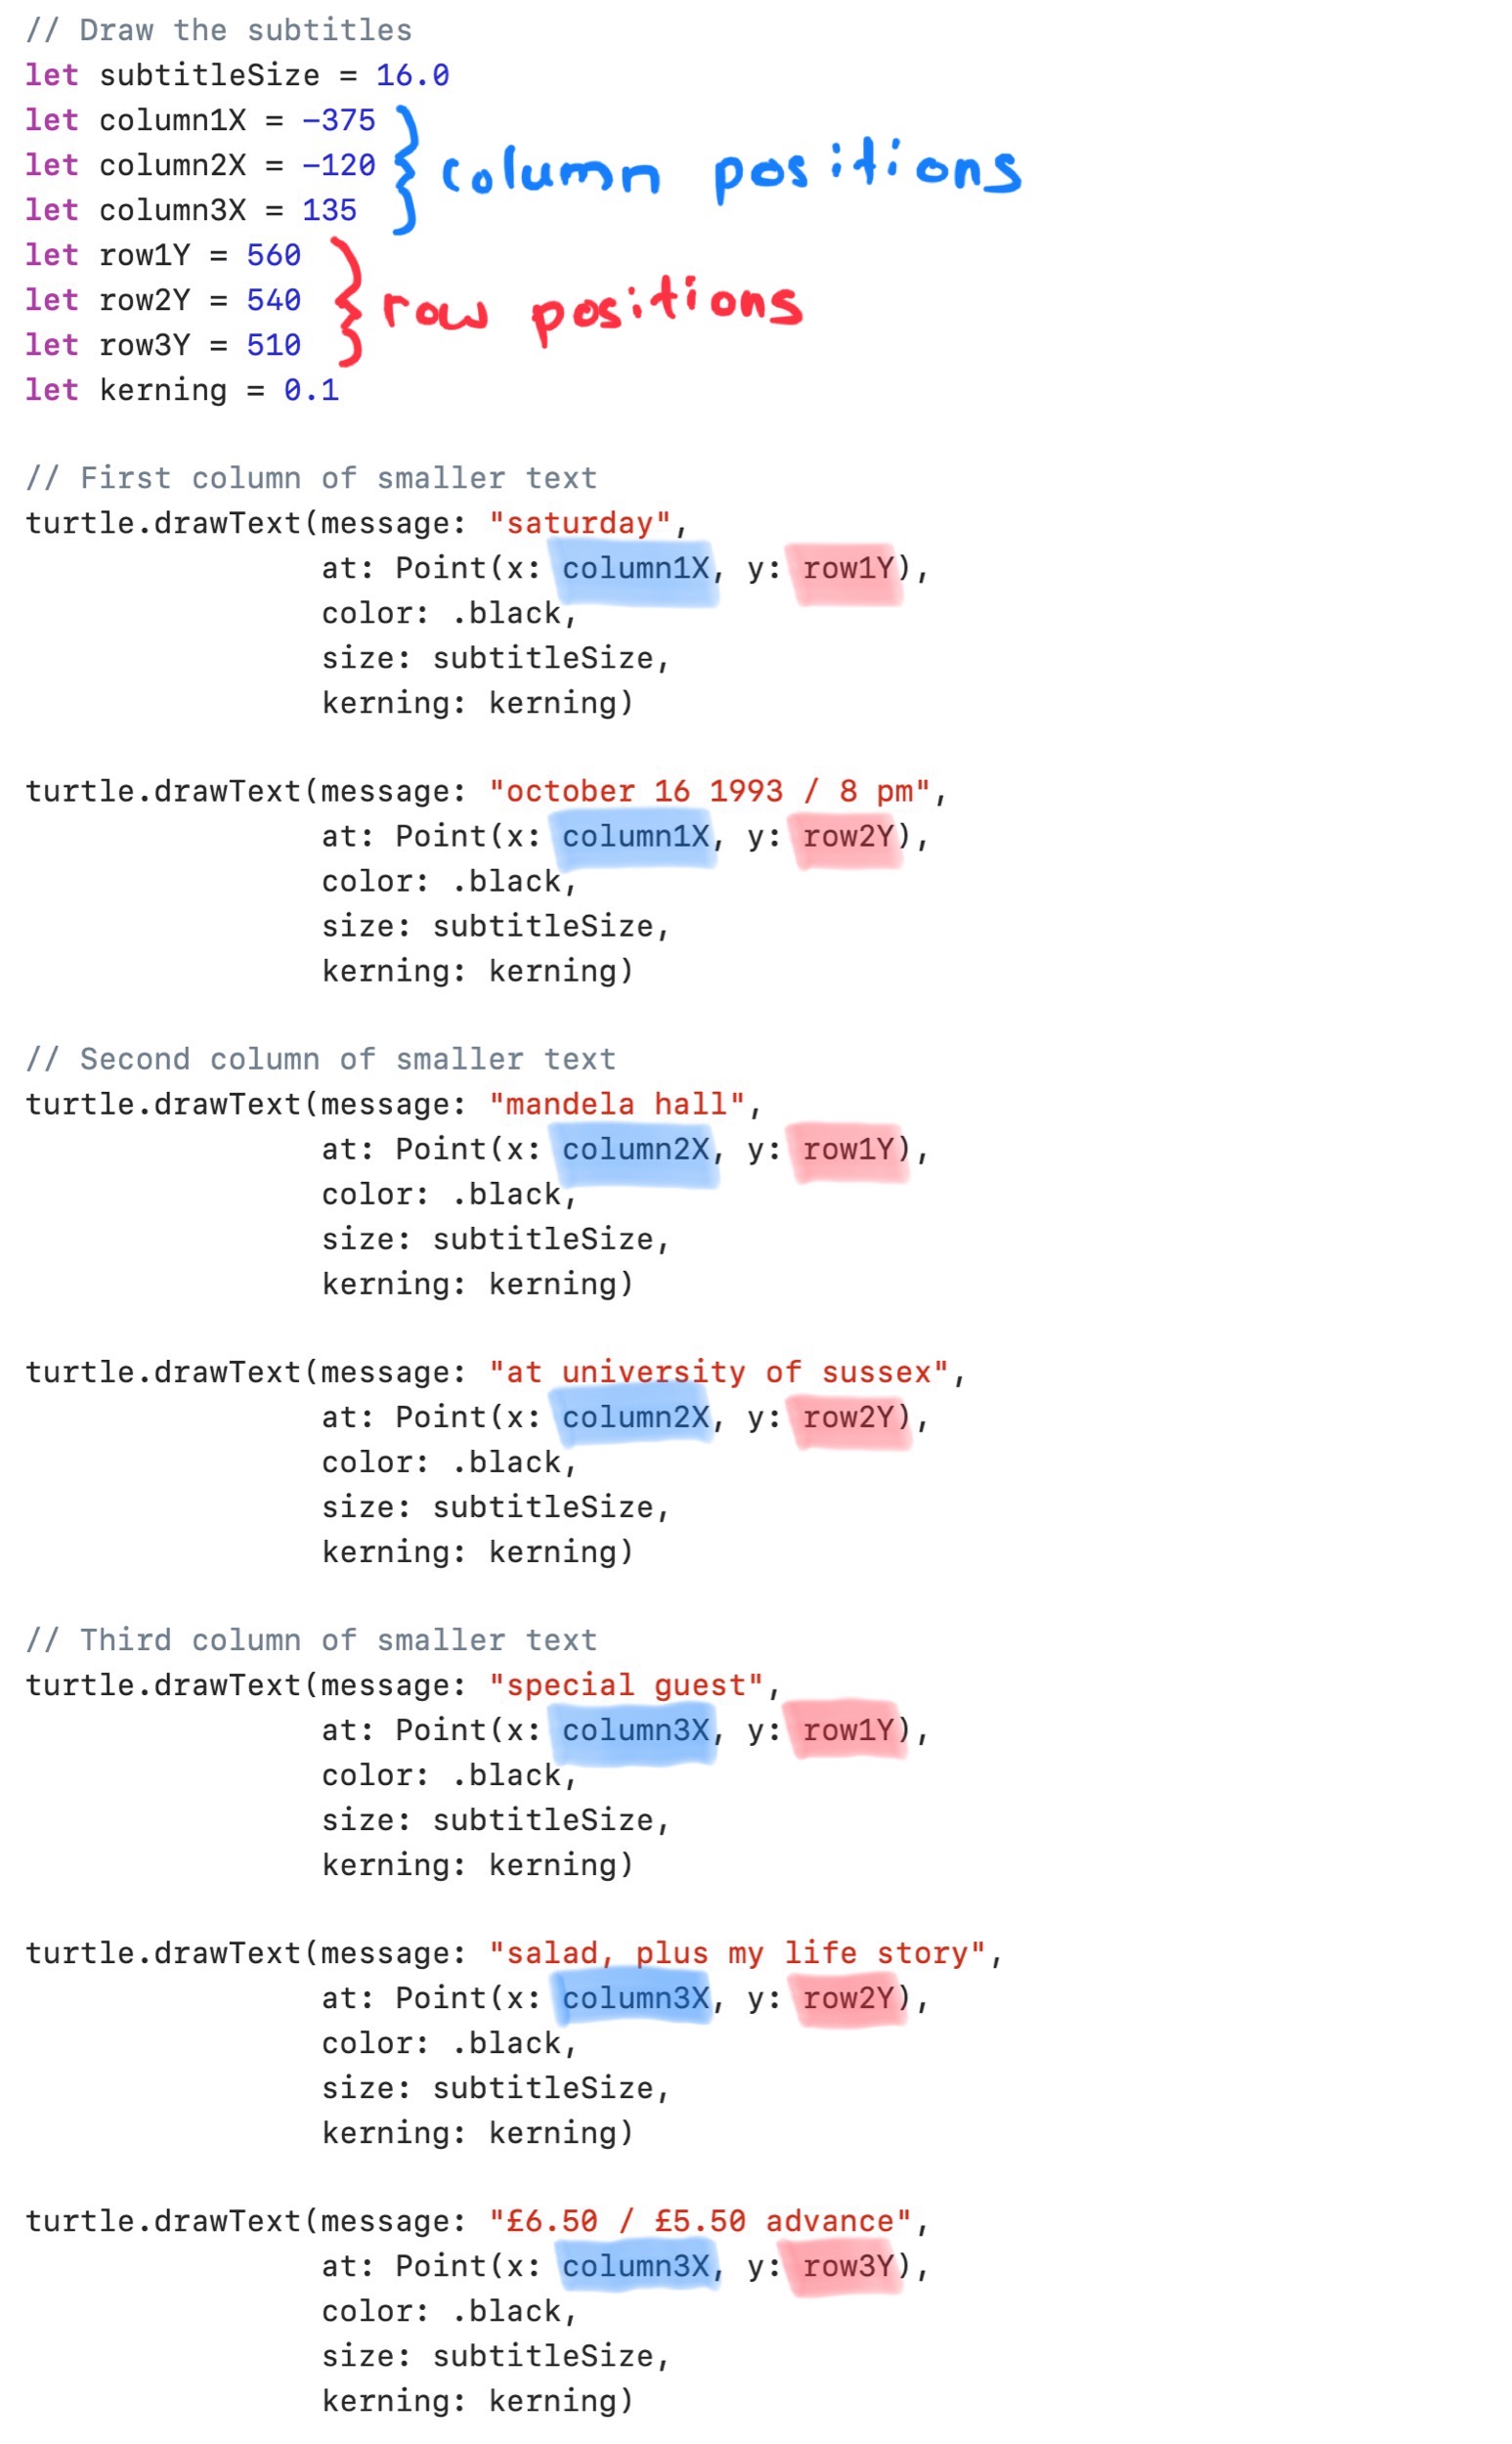 // Draw the subtitles
let subtitleSize = 16.0
let column1X = -375
let column2X = -120
column positions
let column3X = 135
let row1Y = 560
let row2Y = 540
row positions
let row3Y = 510
let kerning = 0.1
// First column of smaller text
turtle.drawText(message: "saturday",
at: Point(x: column1X, y: row1Y),
color: .black,
size: subtitleSize,
kerning: kerning)
turtle.drawText(message: "october 16 1993 / 8 pm",
at: Point(x: column1X, y: row2Y),
color: .black,
size: subtitleSize,
kerning: kerning)
// Second column of smaller text
turtle.drawText(message: "mandela hall",
at: Point(x: column2X, y: row1Y),
color: .black,
size: subtitleSize,
kerning: kerning)
turtle.drawText(message: "at university of sussex",
at: Point(x: column2X, y: row2Y),
color: .black,
size: subtitleSize,
kerning: kerning)
// Third column of smaller text
turtle.drawText(message: "special guest",
at: Point(x: column3X, y: row1Y),
color: .black,
size: subtitleSize,
kerning: kerning)
turtle.drawText(message: "salad, plus my life story",
at: Point(x: column3X, y: row2Y),
color: .black,
size: subtitleSize,
kerning: kerning)
turtle.drawText(message: "£6.50 / £5.50 advance",
at: Point(x: column3X, y: row3Y),
color: .black,
size: subtitleSize,
kerning: kerning)